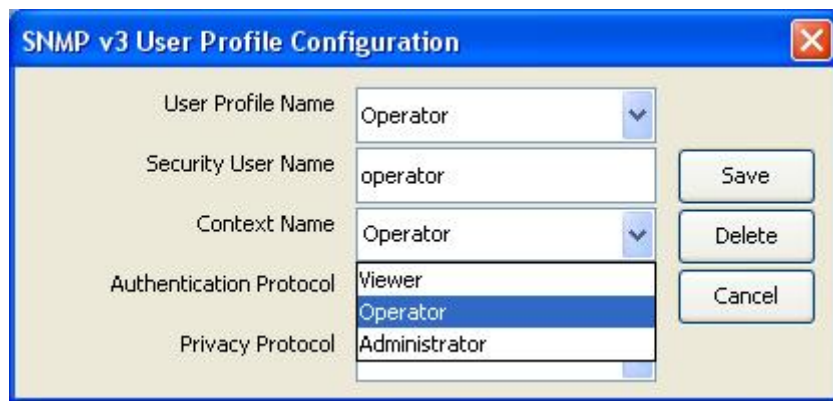 SNMP v3 User Profile Configuration
User Profile Name
Operator
Security User Name
operator
Save
Context Name
Operator
Delete
Authentication Protocol
Viewer
Operator
Administrator
Cancel
Privacy Protocol